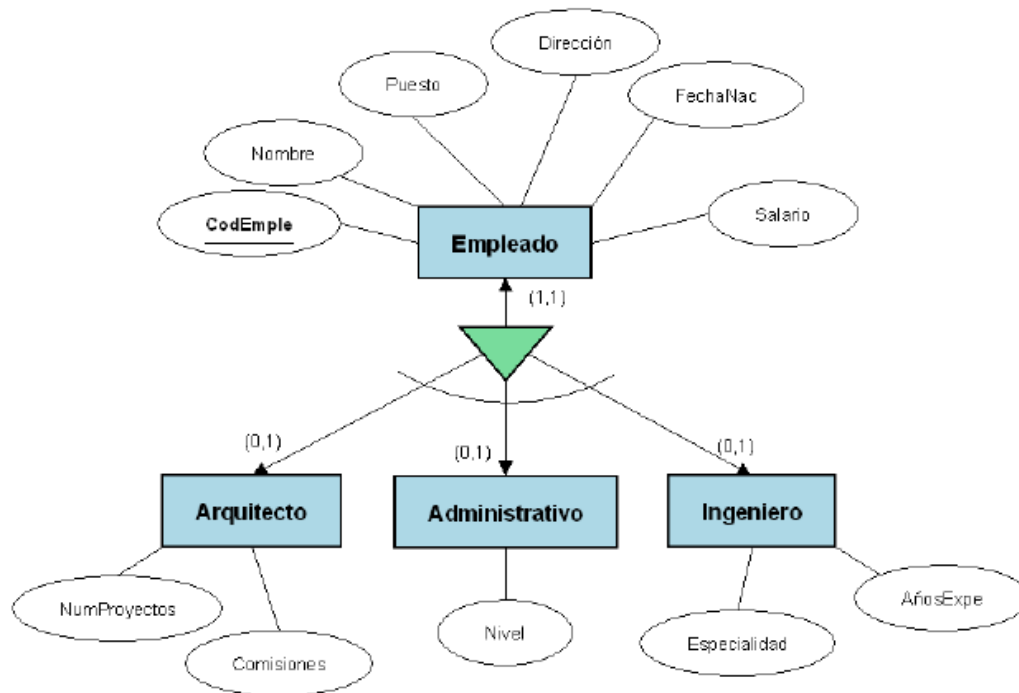 Dirección
Puesto
FechaNac
Nombre
CodEmple
Salario
Empleado
(1,1)
(0,1)
(0,1)
(0,1)
Arquitecto
Administrativo
Ingeniero
NumProyectos
AñosExpe
Nivel
Especialidad
Comisiones